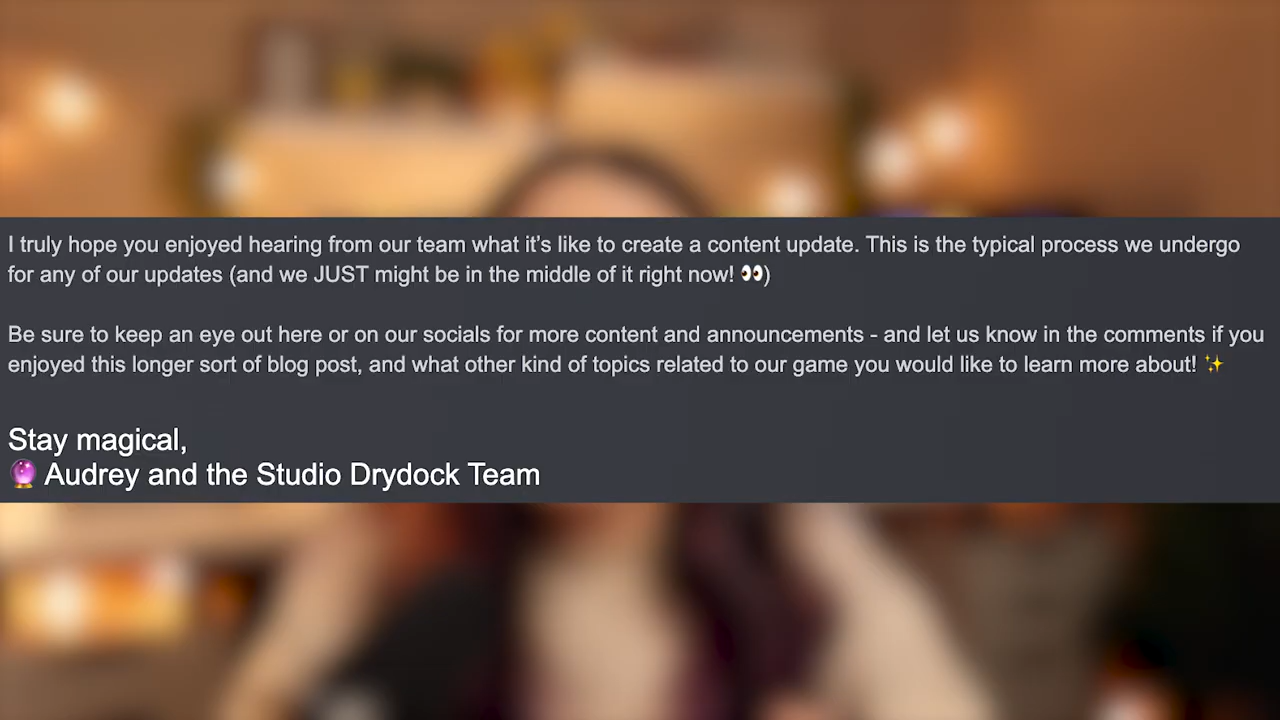 I truly hope you enjoyed hearing from our team what it's like to create a content update. This is the typical process we undergo
for any of our updates (and we JUST might be in the middle of it right now! 👀)
Be sure to keep an eye out here or on our socials for more content and announcements - and let us know in the comments if you
enjoyed this longer sort of blog post, and what other kind of topics related to our game you would like to learn more about! ✨
Stay magical,
🔮 Audrey and the Studio Drydock Team